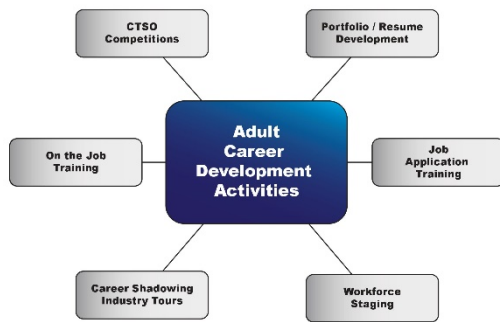 CTSO
Competitions
Portfolio / Resume
Development
Adult
Career
Development
Activities
On the Job
Training
Job
Application
Training
Career Shadowing
Industry Tours
Workforce
Staging